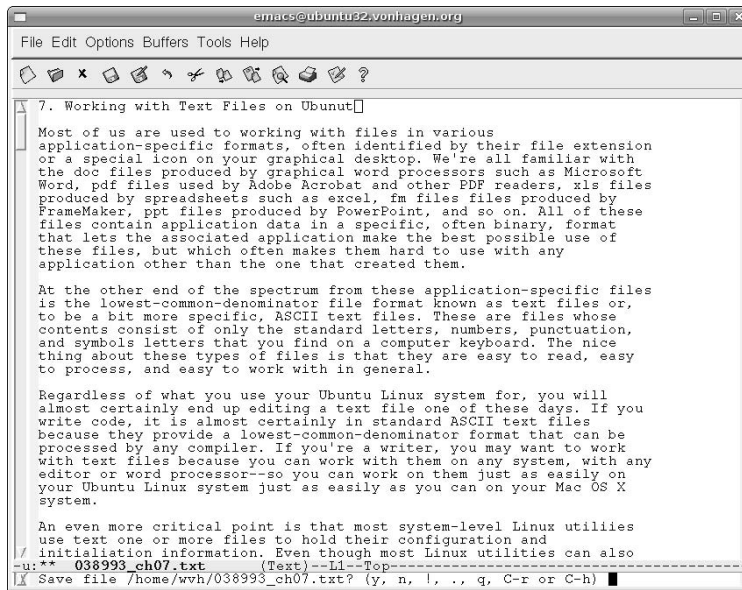 emacs@ubuntu32.vonhagen.org
File Edit Options Buffers Tools Help
7. Working with Text Files on Ubunut
Most of us are used to working with files in various
application-specific formats, often identified by their file extension
or a special icon on your graphical desktop. We're all familiar with
the doc files produced by graphical word processors such as Microsoft
Word, pdf files used by Adobe Acrobat and other PDF readers, xls files
produced by spreadsheets such as excel, fm files files produced by
FrameMaker, ppt files produced by PowerPoint, and so on. All of these
files contain application data in a specific, often binary, format
that lets the associated application make the best possible use of
these files, but which often makes them hard to use with any
application other than the one that created them.
At the other end of the spectrum from these application-specific files
is the lowest-common-denominator file format known as text files or,
to be a bit more specific, ASCII text files. These are files whose
contents consist of only the standard letters, numbers, punctuation,
and symbols letters that you find on a computer keyboard. The nice
thing about these types of files is that they are easy to read, easy
to process, and easy to work with in general.
Regardless of what you use your Ubuntu Linux system for, you will
almost certainly end up editing a text file one of these days. If you
write code, it is almost certainly in standard ASCII text files
because they provide a lowest-common-denominator format that can be
processed by any compiler. If you're a writer, you may want to work
with text files because you can work with them on any system, with any
editor or word processor--so you can work on them just as easily on
your Ubuntu Linux system just as easily as you can on your Mac OS X
system.
An even more critical point is that most system-level Linux utiliies
use text one or more files to hold their configuration and
initialiation information. Even though most Linux utilities can also
-u:** 038993_ch07.txt (Text)--L1--Top----------------------------------------
Save file /home/wvh/038993_ch07.txt? (y, n, !, ., q, C-r or C-h)